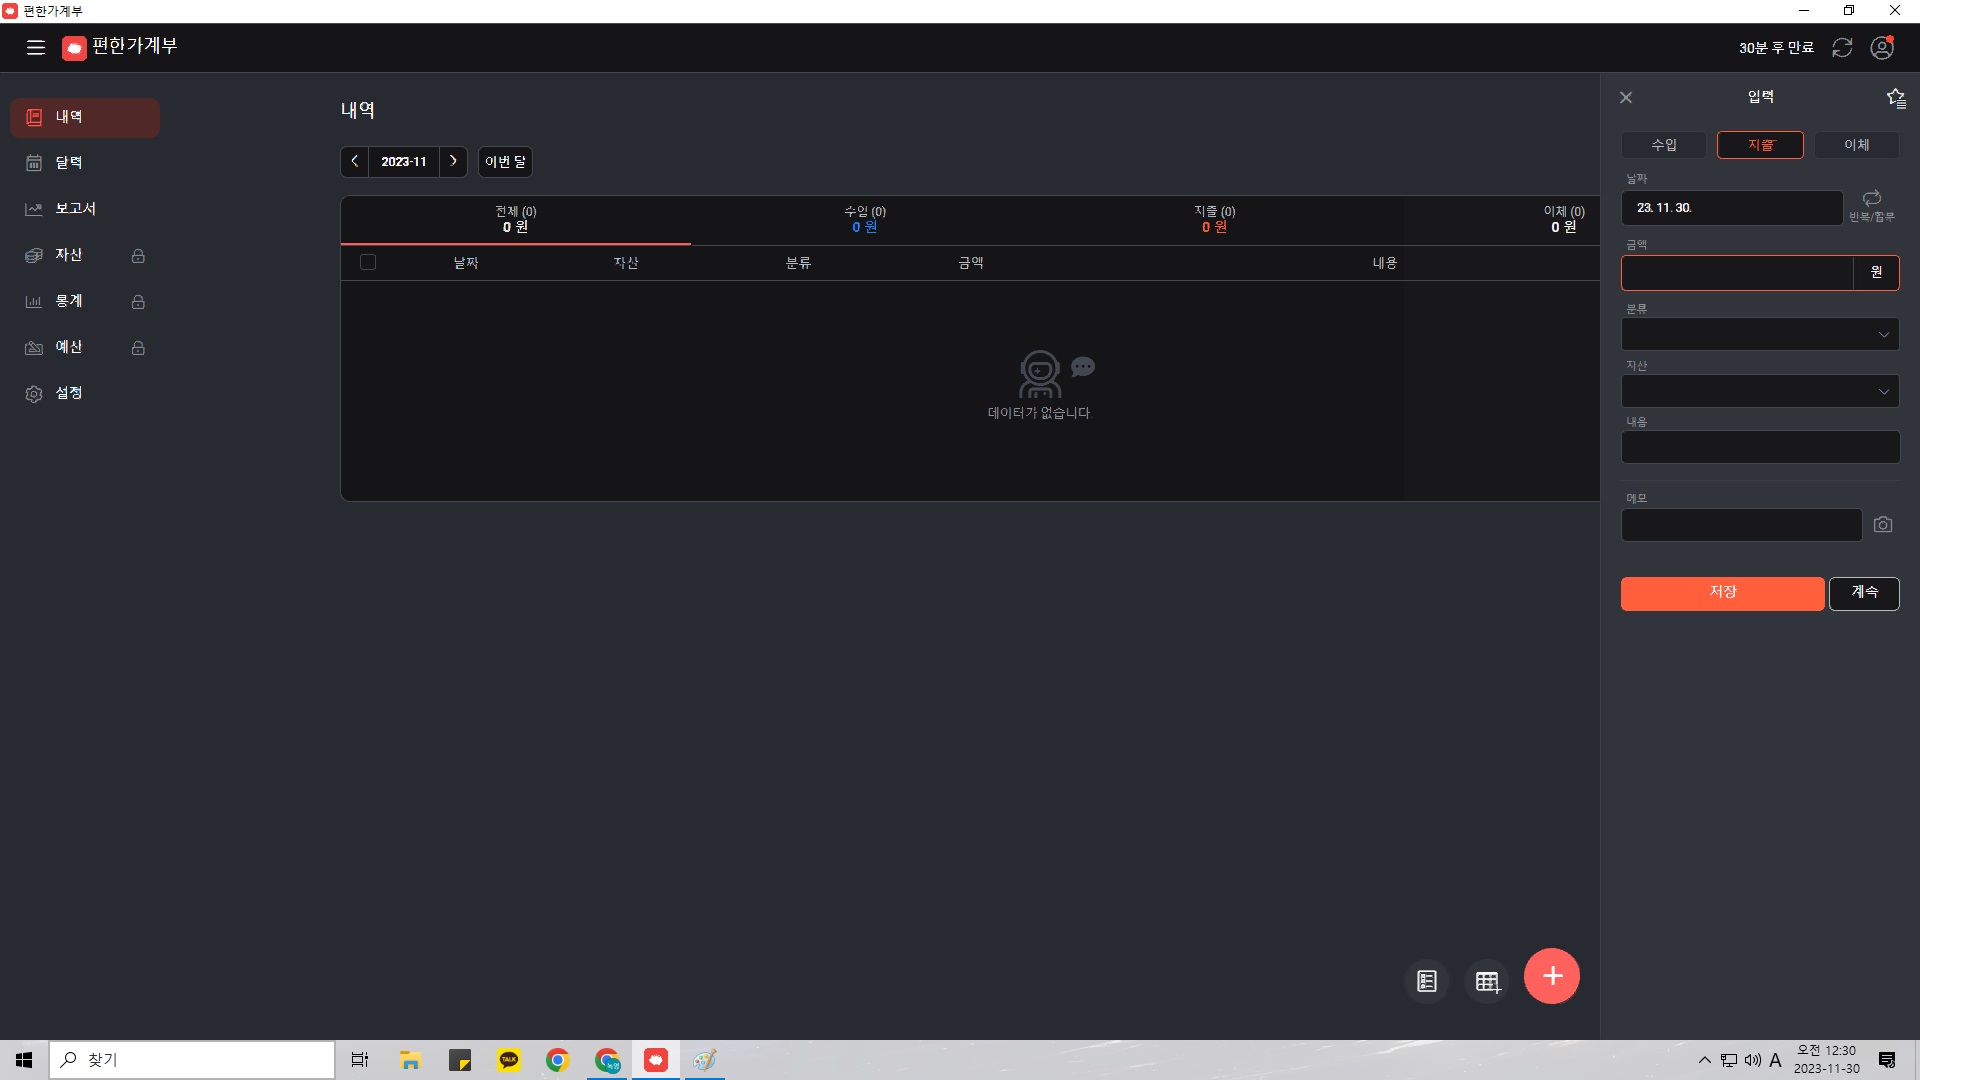 편한가계부
편한가계부
30분 후 만료
내역
달력
보고서
자산
통계
예산
설정
내역
2023-11
이번 달
전체 (0)
0 원
수입 (0)
0 원
지출 (0)
0 원
이체 (0)
0 원
날짜
자산
분류
금액
내용
데이터가 없습니다.
입력
수입
지출
이체
날짜
23. 11. 30.
반복/할부
금액
원
분류
자산
내용
메모
저장
계속
찾기
TALK
A
오전 12:30
2023-11-30